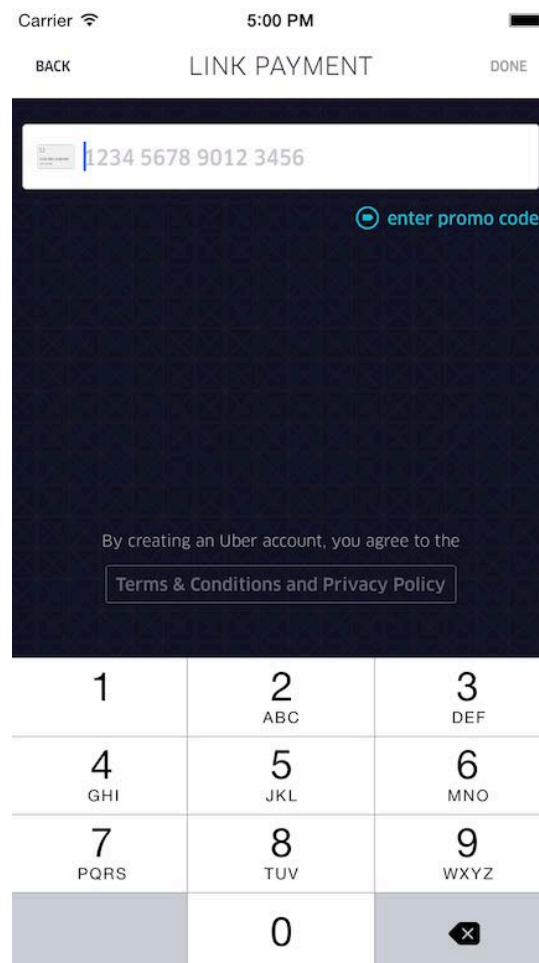 Carrier 5:00 PM
BACK LINK PAYMENT DONE
1234 5678 9012 3456
enter promo code
By creating an Uber account, you agree to the
Terms & Conditions and Privacy Policy
1 2 3
ABC DEF
4 5 6
GHI JKL MNO
7 8 9
PQRS TUV WXYZ
0